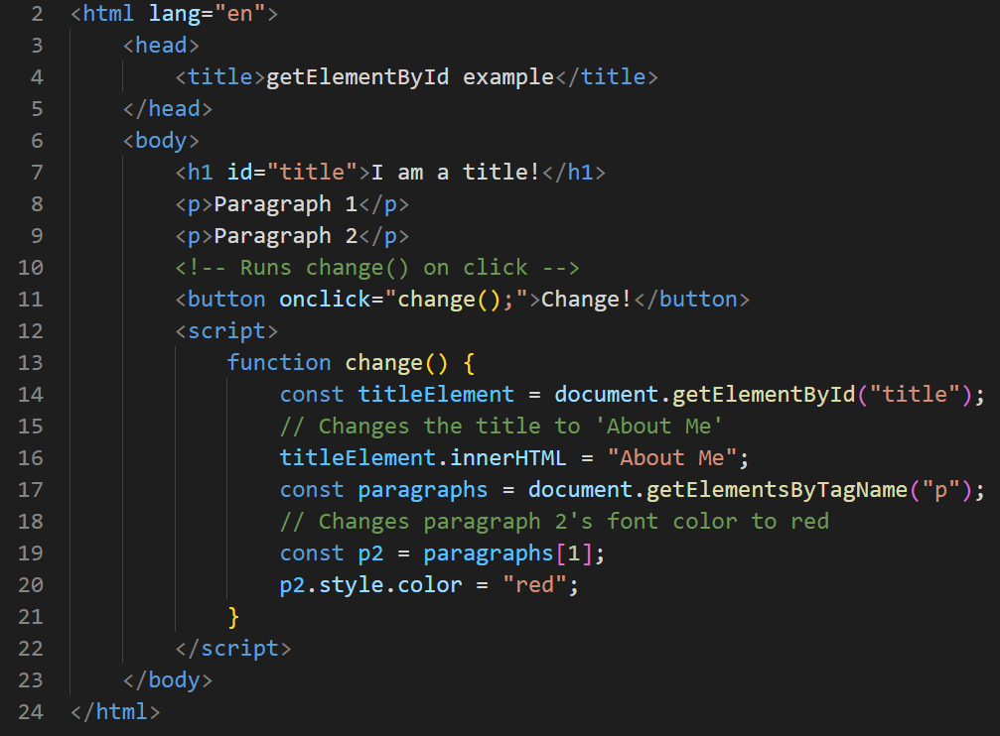 2 <html lang="en">
3 <head>
4 <title>getElementById example</title>
5 </head>
6 <body>
7 <h1 id="title">I am a title!</h1>
8 <p>Paragraph 1</p>
9 <p>Paragraph 2</p>
10 <!-- Runs change() on click -->
11 <button onclick="change();">Change!</button>
12 <script>
13 function change() {
14 const titleElement = document.getElementById("title");
15 // Changes the title to 'About Me'
16 titleElement.innerHTML = "About Me";
17 const paragraphs = document.getElementsByTagName("p");
18 // Changes paragraph 2's font color to red
19 const p2 = paragraphs[1];
20 p2.style.color = "red";
21 }
22 </script>
23 </body>
24 </html>